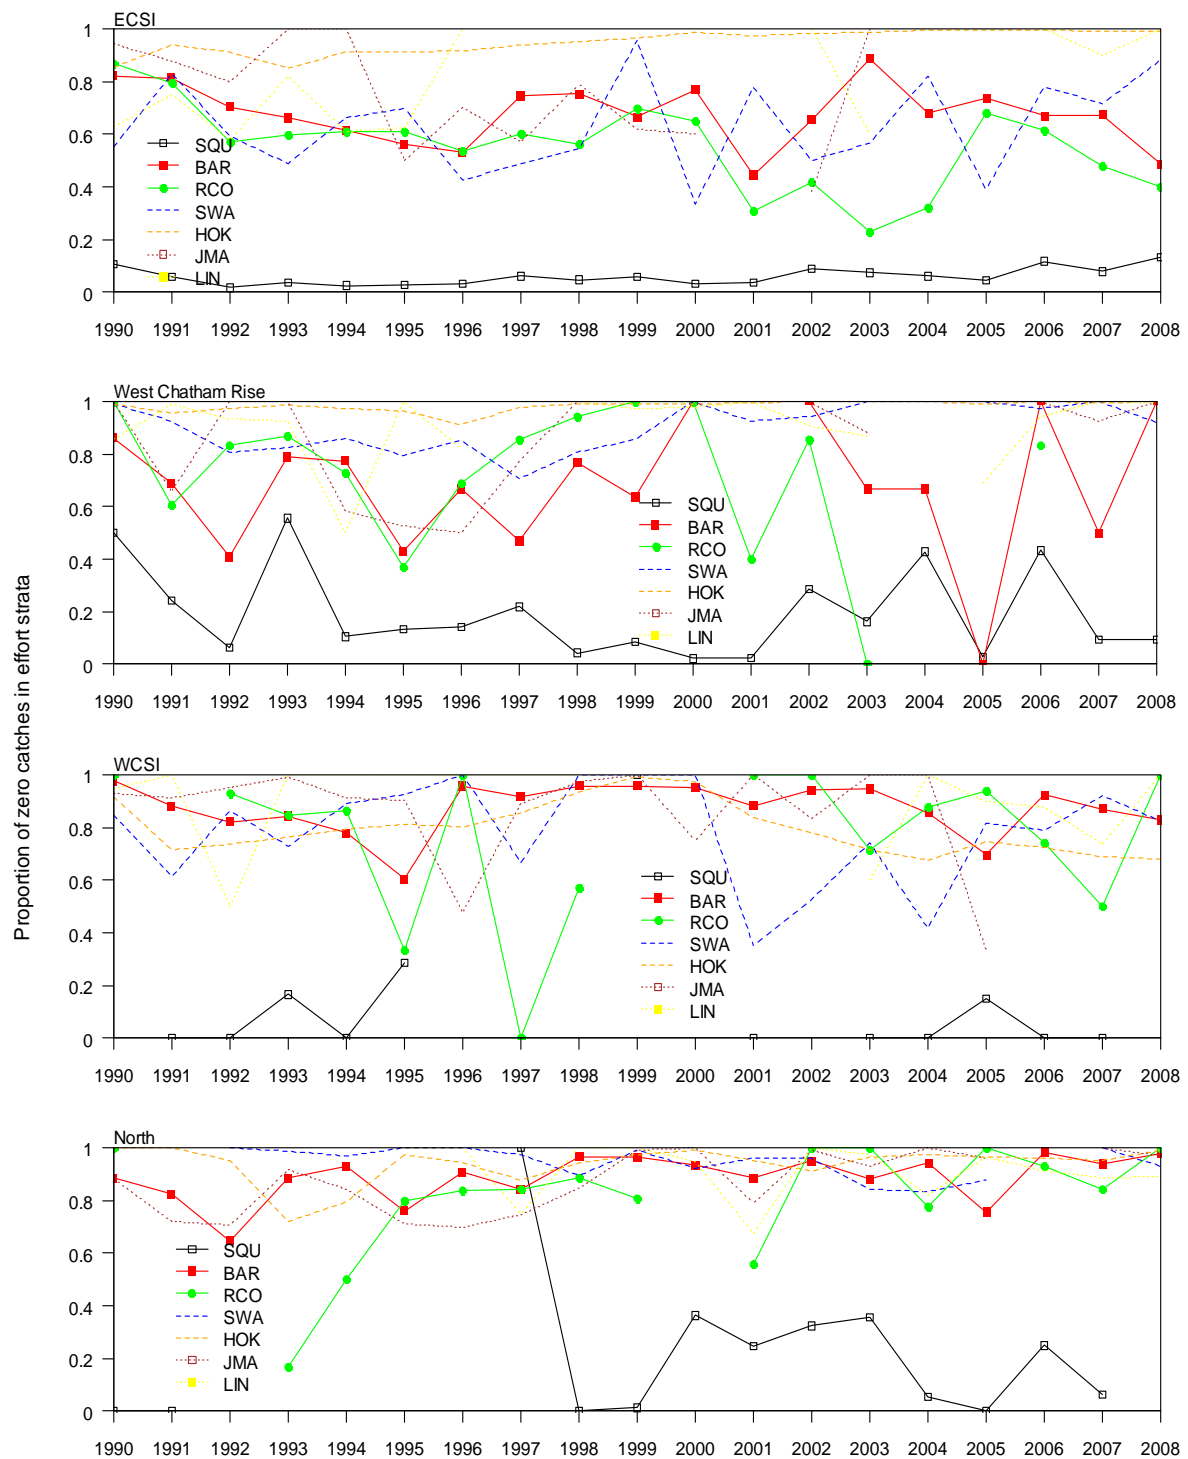 Proportion of zero catches in effort strata
ECSI
1
0.8
0.6
0.4
0.2
0
SQU
BAR
RCO
SWA
HOK
JMA
LIN
1990 1991 1992 1993 1994 1995 1996 1997 1998 1999 2000 2001 2002 2003 2004 2005 2006 2007 2008
West Chatham Rise
1
0.8
0.6
0.4
0.2
0
SQU
BAR
RCO
SWA
HOK
JMA
LIN
1990 1991 1992 1993 1994 1995 1996 1997 1998 1999 2000 2001 2002 2003 2004 2005 2006 2007 2008
WCSI
1
0.8
0.6
0.4
0.2
0
SQU
BAR
RCO
SWA
HOK
JMA
LIN
1990 1991 1992 1993 1994 1995 1996 1997 1998 1999 2000 2001 2002 2003 2004 2005 2006 2007 2008
North
1
0.8
0.6
0.4
0.2
0
SQU
BAR
RCO
SWA
HOK
JMA
LIN
1990 1991 1992 1993 1994 1995 1996 1997 1998 1999 2000 2001 2002 2003 2004 2005 2006 2007 2008